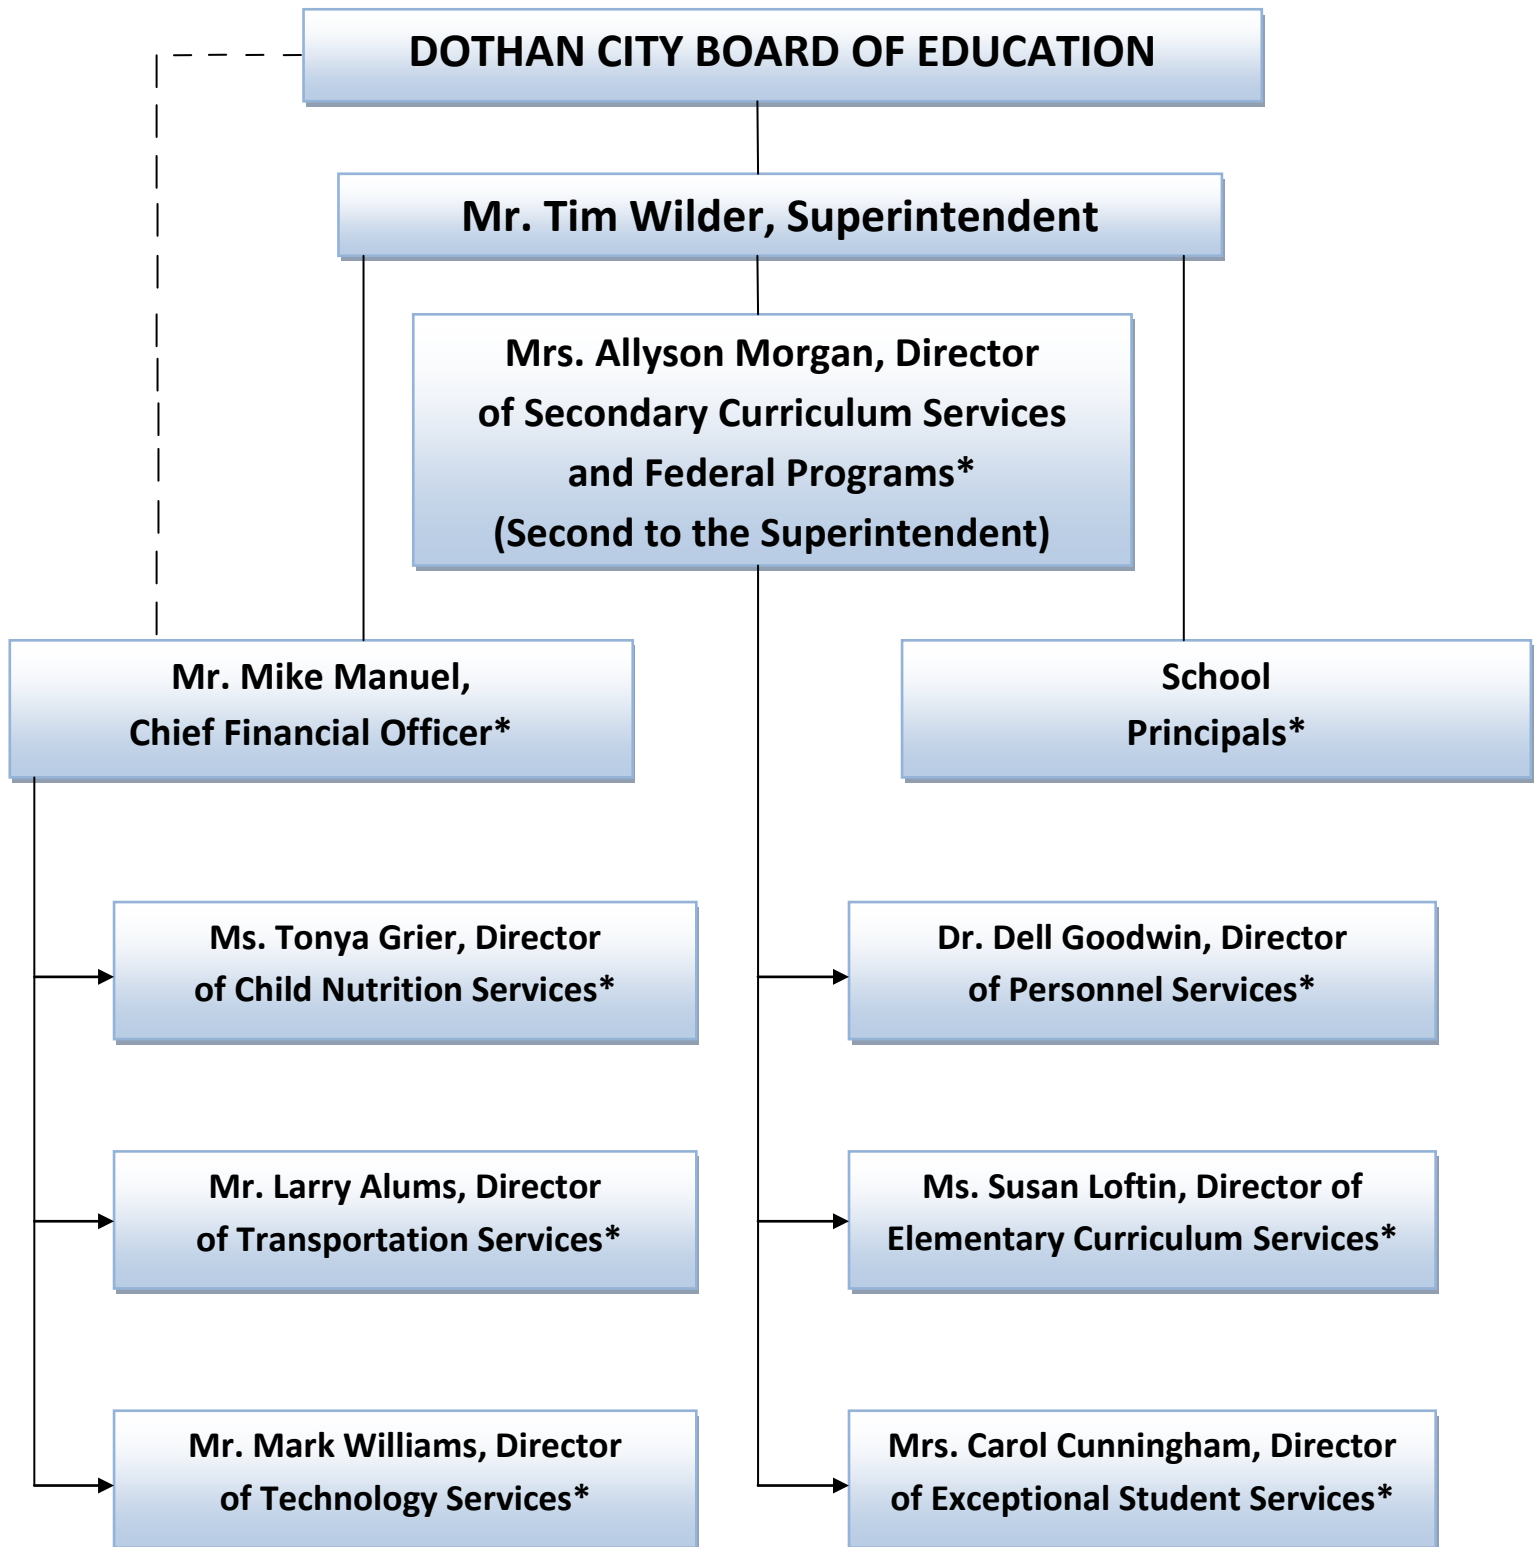 DOTHAN CITY BOARD OF EDUCATION
Mr. Tim Wilder, Superintendent
Mrs. Allyson Morgan, Director
of Secondary Curriculum Services
and Federal Programs*
(Second to the Superintendent)
Mr. Mike Manuel,
Chief Financial Officer*
School
Principals*
Ms. Tonya Grier, Director
of Child Nutrition Services*
Dr. Dell Goodwin, Director
of Personnel Services*
Mr. Larry Alums, Director
of Transportation Services*
Ms. Susan Loftin, Director of
Elementary Curriculum Services*
Mr. Mark Williams, Director
of Technology Services*
Mrs. Carol Cunningham, Director
of Exceptional Student Services*